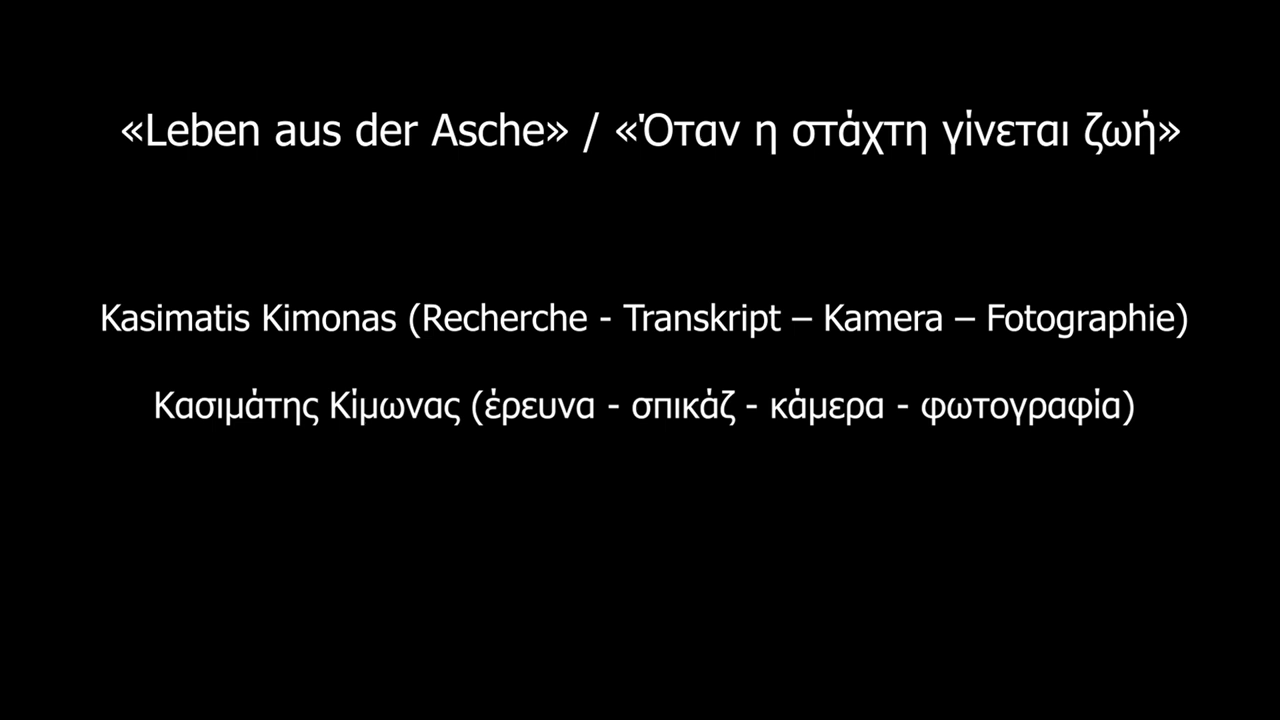 «Leben aus der Asche» / «Όταν η στάχτη γίνεται ζωή»
Kasimatis Kimonas (Recherche - Transkript – Kamera – Fotographie)
Κασιμάτης Κίμωνας (έρευνα - σπικάζ - κάμερα - φωτογραφία)